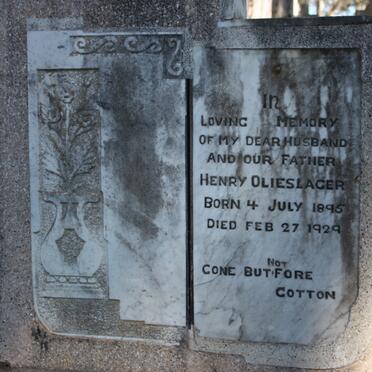 In
LOVING MEMORY
OF MY DEAR HUSBAND
AND OUR FATHER
HENRY OLIESLAGER
BORN 4 JULY 1895
DIED FEB 27 1929
NOT
CONE BUT FORE
COTTON